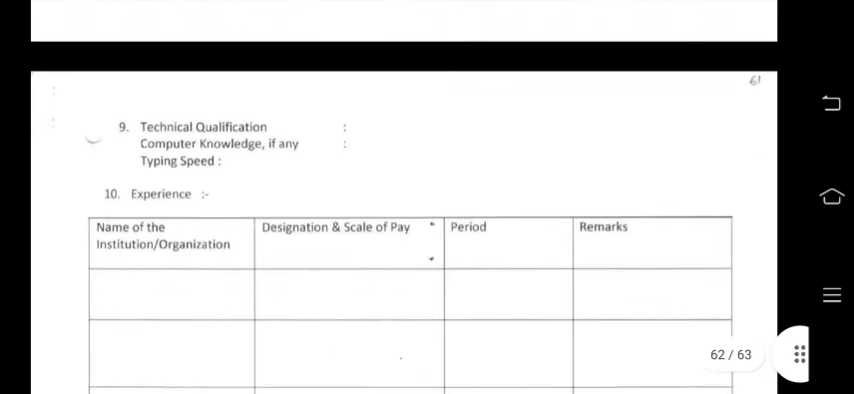 61
9. Technical Qualification :
Computer Knowledge, if any :
Typing Speed :
10. Experience :-
Name of the Institution/Organization
Designation & Scale of Pay
Period
Remarks
62 / 63